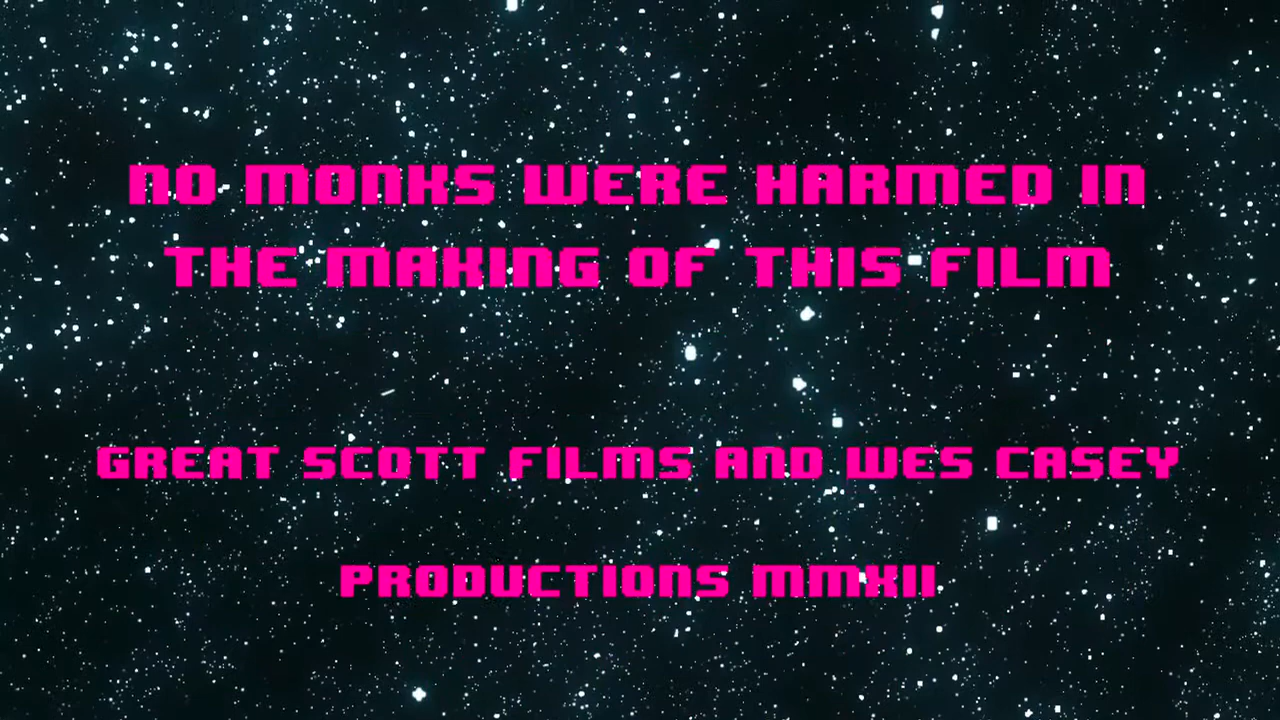 NO MONKS WERE HARMED IN
THE MAKING OF THIS FILM
GREAT SCOTT FILMS AND WES CASEY
PRODUCTIONS MMXII